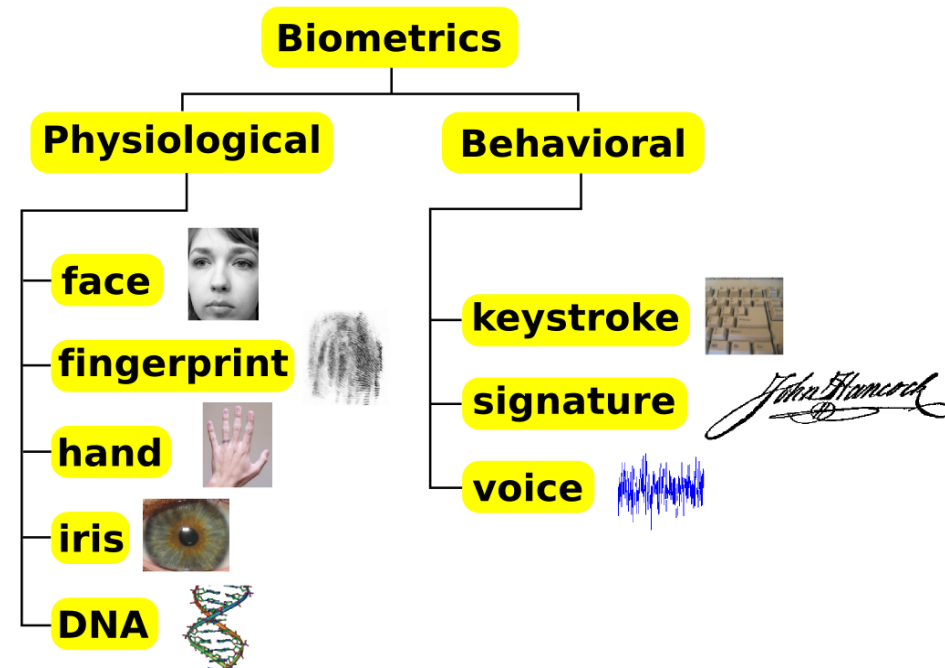 Biometrics
Physiological
Behavioral
face
fingerprint
hand
iris
DNA
keystroke
signature
John Hancock
voice